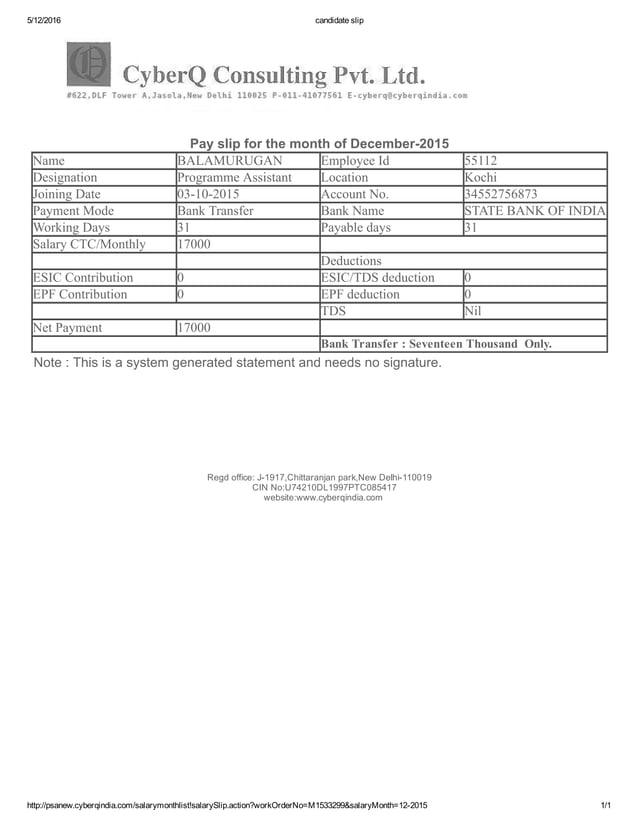 5/12/2016 candidate slip
CyberQ Consulting Pvt. Ltd.
#622,DLF Tower A,Jasola,New Delhi 110025 P-011-41077561 E-cyberq@cyberqindia.com
Pay slip for the month of December-2015
Name BALAMURUGAN Employee Id 55112
Designation Programme Assistant Location Kochi
Joining Date 03-10-2015 Account No. 34552756873
Payment Mode Bank Transfer Bank Name STATE BANK OF INDIA
Working Days 31 Payable days 31
Salary CTC/Monthly 17000
Deductions
ESIC Contribution 0 ESIC/TDS deduction 0
EPF Contribution 0 EPF deduction 0
TDS Nil
Net Payment 17000
Bank Transfer : Seventeen Thousand Only.
Note : This is a system generated statement and needs no signature.
Regd office: J-1917,Chittaranjan park,New Delhi-110019
CIN No:U74210DL1997PTC085417
website:www.cyberqindia.com
http://psanew.cyberqindia.com/salarymonthlist!salarySlip.action?workOrderNo=M1533299&salaryMonth=12-2015 1/1